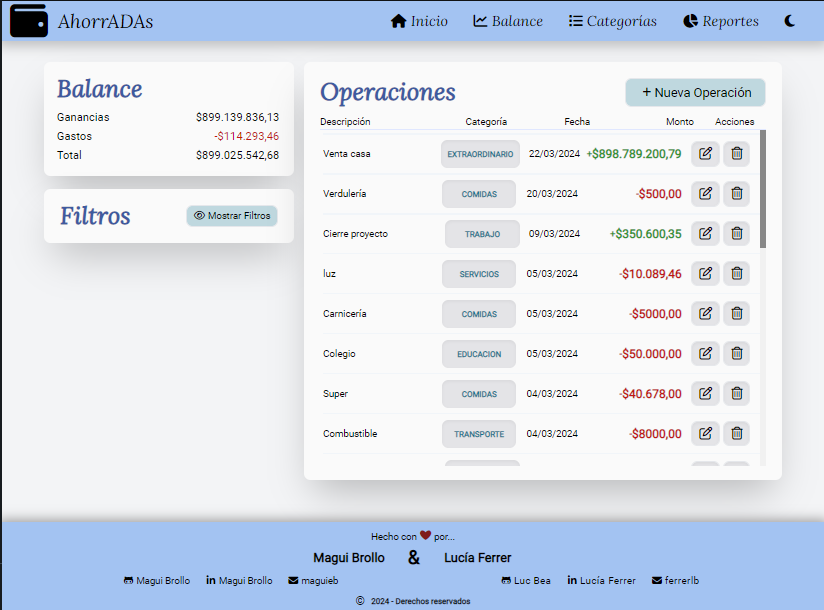 AhorrADAs Inicio Balance Categorías Reportes
Balance
Ganancias $899.139.836,13
Gastos -$114.293,46
Total $899.025.542,68
Filtros Mostrar Filtros
Operaciones + Nueva Operación
Descripción Categoría Fecha Monto Acciones
Venta casa EXTRAORDINARIO 22/03/2024 +$898.789.200,79
Verdulería COMIDAS 20/03/2024 -$500,00
Cierre proyecto TRABAJO 09/03/2024 +$350.600,35
luz SERVICIOS 05/03/2024 -$10.089,46
Carnicería COMIDAS 05/03/2024 -$5000,00
Colegio EDUCACION 05/03/2024 -$50.000,00
Super COMIDAS 04/03/2024 -$40.678,00
Combustible TRANSPORTE 04/03/2024 -$8000,00
Hecho con por...
Magui Brollo & Lucía Ferrer
Magui Brollo in Magui Brollo maguieb Luc Bea in Lucía Ferrer ferrerlb
© 2024 - Derechos reservados